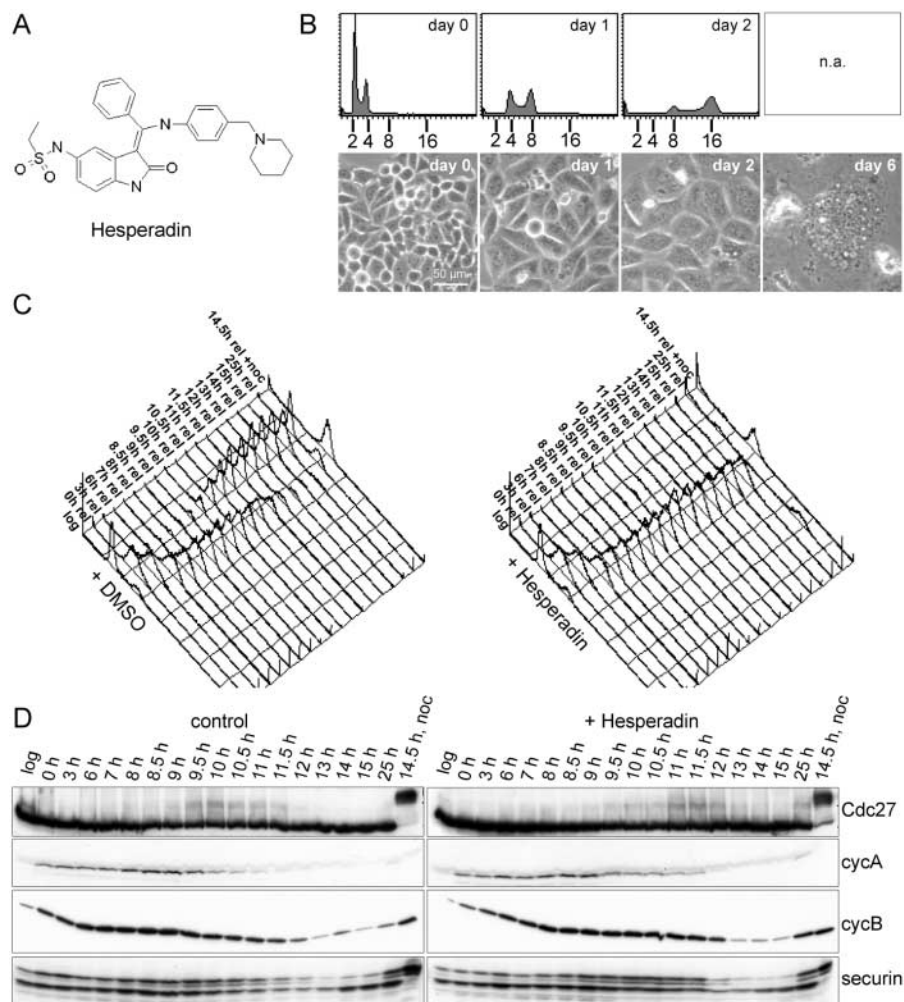 A
N
S
N
O
O
N
O
N
Hesperadin
B
day 0
day 1
day 2
n.a.
2 4 8 16
2 4 8 16
2 4 8 16
day 0
day 1
day 2
day 6
50 µm
C
14.5h rel +noc
25h rel
15h rel
14h rel
13h rel
12h rel
11.5h rel
11h rel
10.5h rel
10h rel
9.5h rel
9h rel
8.5h rel
8h rel
7h rel
6h rel
3h rel
0h rel
log
+ DMSO
14.5h rel +noc
25h rel
15h rel
14h rel
13h rel
12h rel
11.5h rel
11h rel
10.5h rel
10h rel
9.5h rel
9h rel
8.5h rel
8h rel
7h rel
6h rel
3h rel
0h rel
log
+ Hesperadin
D
control
+ Hesperadin
log 0 h 3 h 6 h 7 h 8 h 8.5 h 9 h 9.5 h 10 h 10.5 h 11 h 11.5 h 12 h 13 h 14 h 15 h 25 h 14.5 h, noc
log 0 h 3 h 6 h 7 h 8 h 8.5 h 9 h 9.5 h 10 h 10.5 h 11 h 11.5 h 12 h 13 h 14 h 15 h 25 h 14.5 h, noc
Cdc27
cycA
cycB
securin